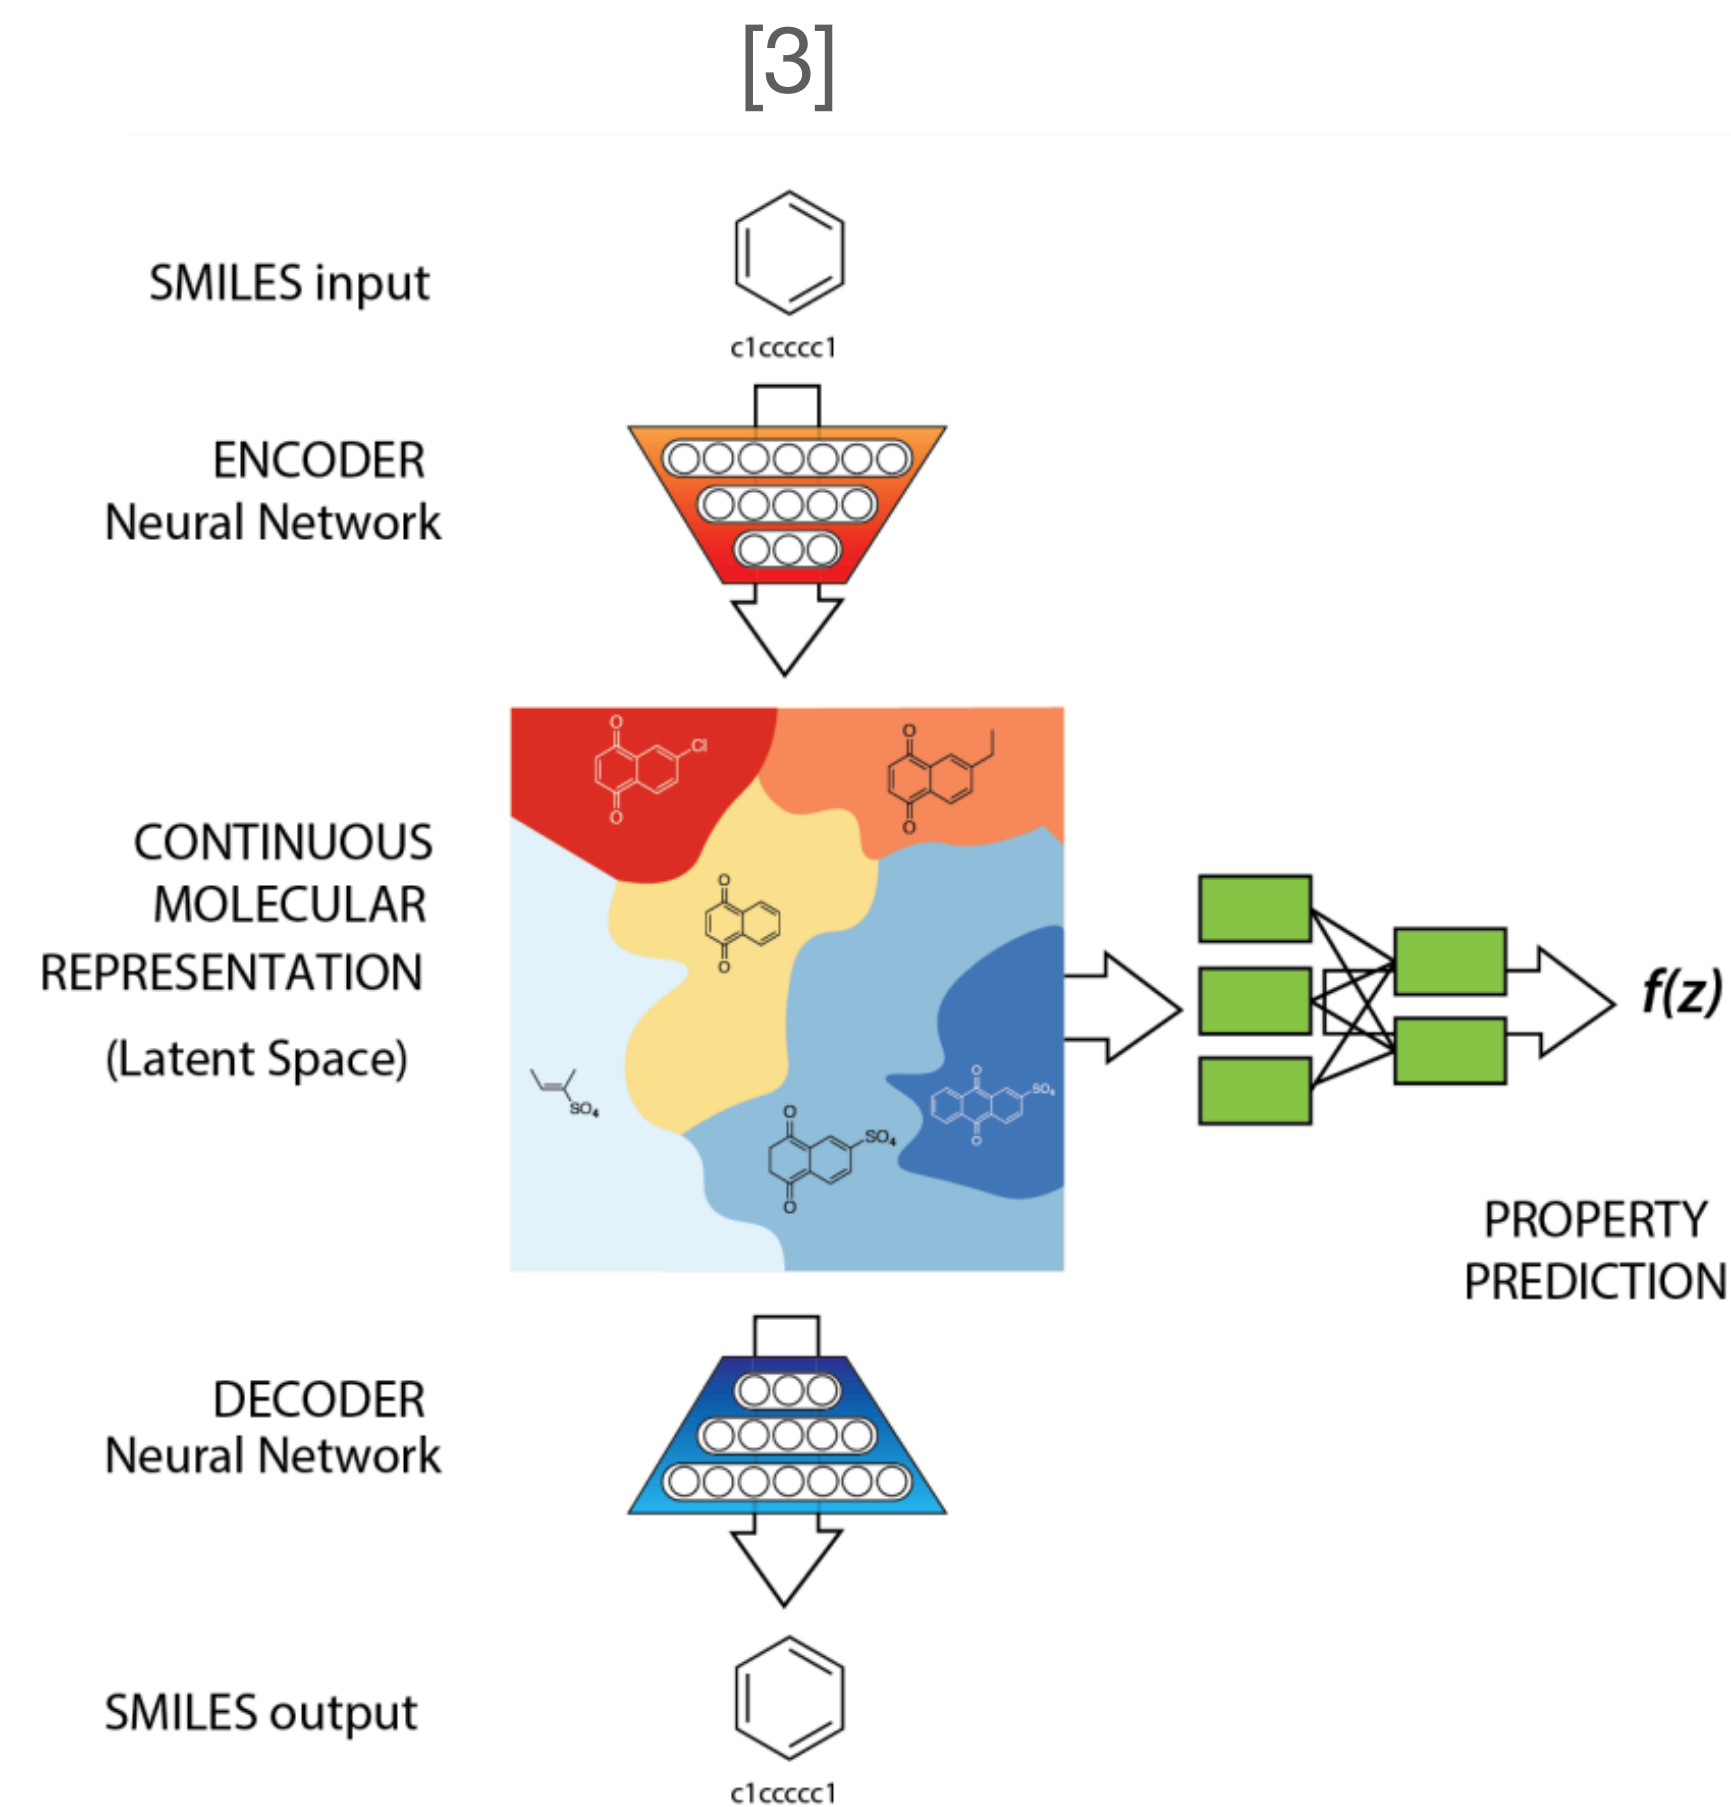 [3]
SMILES input
c1ccccc1
ENCODER
Neural Network
CONTINUOUS
MOLECULAR
REPRESENTATION
(Latent Space)
O
Cl
O
O
O
O
O
SO4
O
SO4
O
O
SO4
O
f(z)
PROPERTY
PREDICTION
DECODER
Neural Network
SMILES output
c1ccccc1